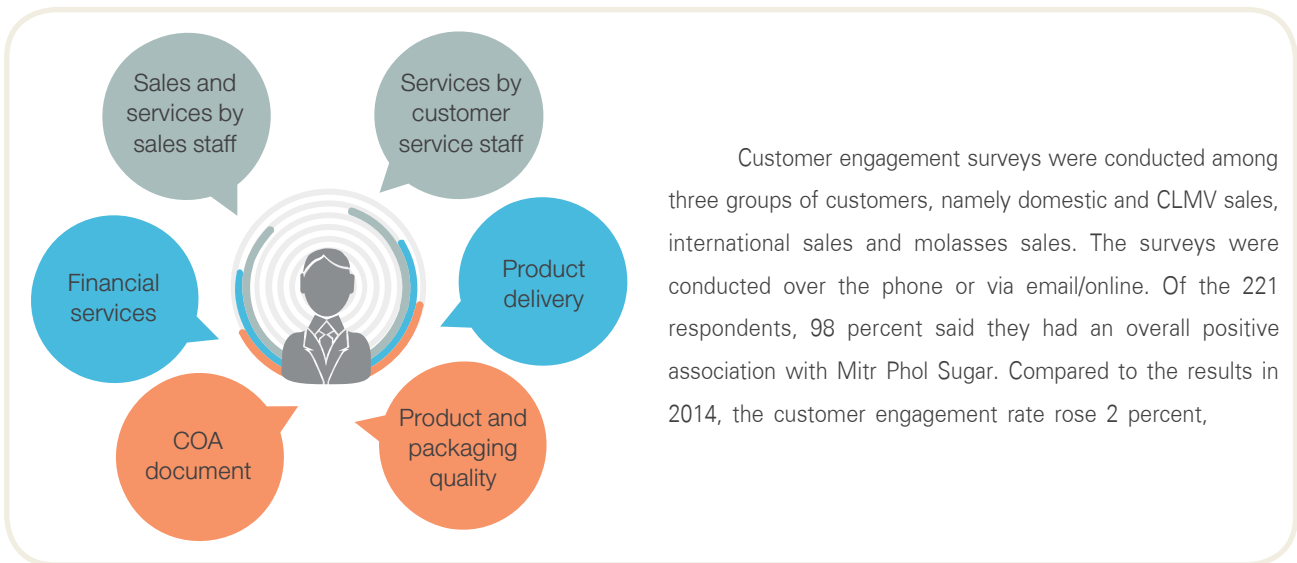 Sales and
services by
sales staff
Services by
customer
service staff
Financial
services
Product
delivery
COA
document
Product and
packaging
quality
Customer engagement surveys were conducted among
three groups of customers, namely domestic and CLMV sales,
international sales and molasses sales. The surveys were
conducted over the phone or via email/online. Of the 221
respondents, 98 percent said they had an overall positive
association with Mitr Phol Sugar. Compared to the results in
2014, the customer engagement rate rose 2 percent,